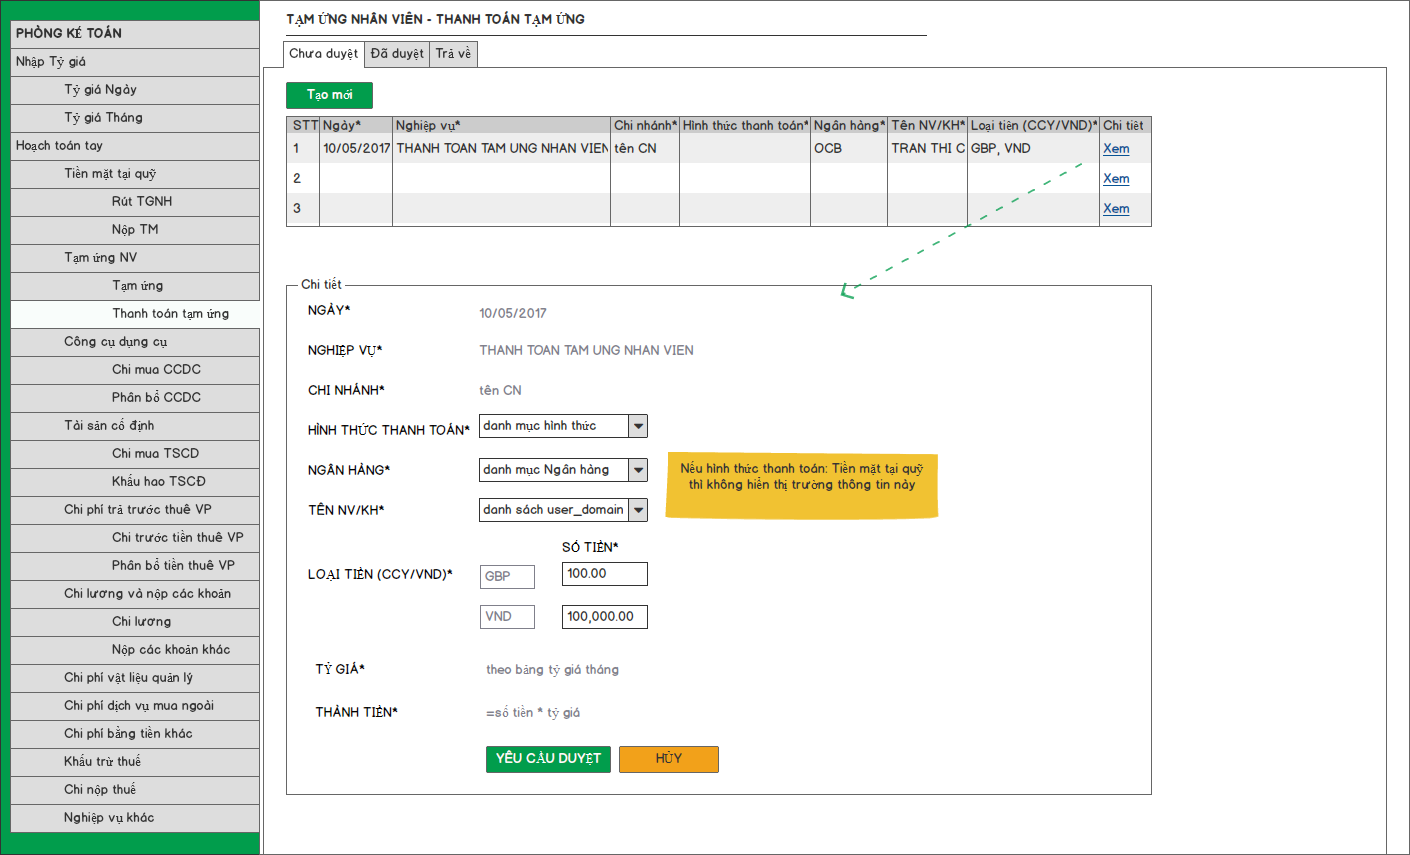 PHÒNG KẾ TOÁN
Nhập Tỷ giá
Tỷ giá Ngày
Tỷ giá Tháng
Hoạch toán tay
Tiền mặt tại quỹ
Rút TGNH
Nộp TM
Tạm ứng NV
Tạm ứng
Thanh toán tạm ứng
Công cụ dụng cụ
Chi mua CCDC
Phân bổ CCDC
Tài sản cố định
Chi mua TSCD
Khấu hao TSCĐ
Chi phí trả trước thuê VP
Chi trước tiền thuê VP
Phân bổ tiền thuê VP
Chi lương và nộp các khoản
Chi lương
Nộp các khoản khác
Chi phí vật liệu quản lý
Chi phí dịch vụ mua ngoài
Chi phí bằng tiền khác
Khấu trừ thuế
Chi nộp thuế
Nghiệp vụ khác
TẠM ỨNG NHÂN VIÊN - THANH TOÁN TẠM ỨNG
Chưa duyệt Đã duyệt Trả về
Tạo mới
STT Ngày* Nghiệp vụ* Chi nhánh* Hình thức thanh toán* Ngân hàng* Tên NV/KH* Loại tiền (CCY/VND)* Chi tiết
1 10/05/2017 THANH TOAN TAM UNG NHAN VIEN tên CN OCB TRAN THI C GBP, VND Xem
2 Xem
3 Xem
Chi tiết
NGÀY* 10/05/2017
NGHIỆP VỤ* THANH TOAN TAM UNG NHAN VIEN
CHI NHÁNH* tên CN
HÌNH THỨC THANH TOÁN* danh mục hình thức
NGÂN HÀNG* danh mục Ngân hàng
Nếu hình thức thanh toán: Tiền mặt tại quỹ
thì không hiển thị trường thông tin này
TÊN NV/KH* danh sách user_domain
SỐ TIỀN*
LOẠI TIỀN (CCY/VND)* GBP 100.00
VND 100,000.00
TỶ GIÁ* theo bảng tỷ giá tháng
THÀNH TIỀN* =số tiền * tỷ giá
YÊU CẦU DUYỆT HỦY